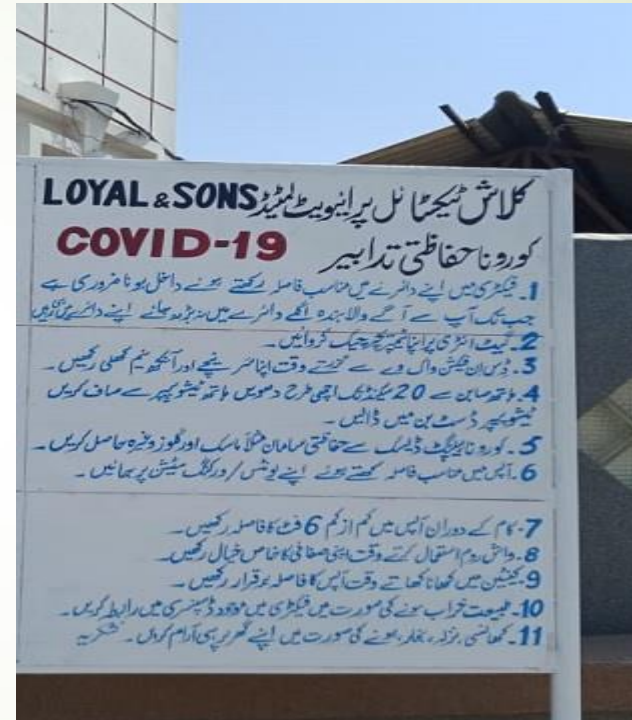 کلاش ٹیکسٹائل پرائیویٹ لمیٹڈ LOYAL & SONS
کورونا حفاظتی تدابیر COVID-19
1۔ فیکٹری میں اپنے دائرے میں مناسب فاصلہ رکھتے ہوئے داخل ہونا ضروری ہے
جب تک آپ سے آگے والا بندہ اگلے دائرے میں نہ بڑھ جائے اپنے دائرے میں رہیں
2۔ گیٹ انٹری پر اپنا ٹمپریچر چیک کروائیں۔
3۔ ڈس انفیکشن واک وے سے گزرتے وقت اپنا سر نیچے اور آنکھ نیم کھلی رکھیں۔
4۔ ہاتھ صابن سے 20 سیکنڈ تک اچھی طرح دھوئیں ہاتھ ٹیشو پیپر سے صاف کریں
ٹیشو پیپر ڈسٹ بن میں ڈالیں۔
5۔ کورونا ڈیسک سے حفاظتی سامان مثلاً ماسک اور گلوز وغیرہ حاصل کریں۔
6۔ آپس میں مناسب فاصلہ رکھتے ہوئے اپنے یونٹس / ورکنگ سٹیشن پر جائیں۔
7۔ کام کے دوران آپس میں کم از کم 6 فٹ کا فاصلہ رکھیں۔
8۔ واش روم استعمال کرتے وقت اپنی صفائی کا خاص خیال رکھیں۔
9۔ کینٹین میں کھانا کھاتے وقت آپس کا فاصلہ برقرار رکھیں۔
10۔ طبیعت خراب ہونے کی صورت میں فیکٹری میں موجود ڈسپنسری میں رابطہ کریں۔
11۔ کھانسی، نزلہ، بخار، ہونے کی صورت میں اپنے گھر پر ہی آرام کریں۔ شکریہ